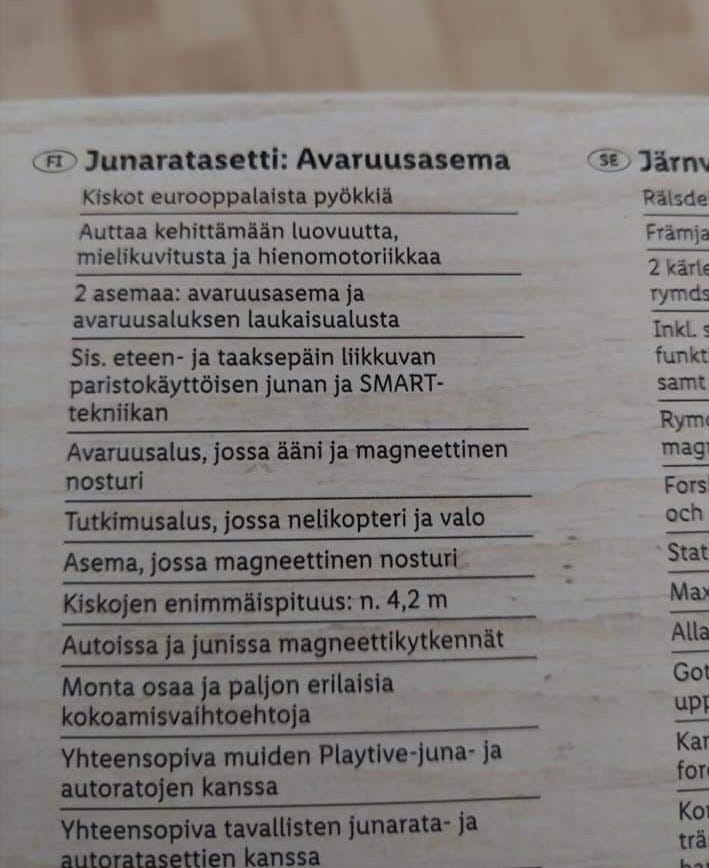 FI Junaratasetti: Avaruusasema
Kiskot eurooppalaista pyökkiä
Auttaa kehittämään luovuutta,
mielikuvitusta ja hienomotoriikkaa
2 asemaa: avaruusasema ja
avaruusaluksen laukaisualusta
Sis. eteen- ja taaksepäin liikkuvan
paristokäyttöisen junan ja SMART-
tekniikan
Avaruusalus, jossa ääni ja magneettinen
nosturi
Tutkimusalus, jossa nelikopteri ja valo
Asema, jossa magneettinen nosturi
Kiskojen enimmäispituus: n. 4,2 m
Autoissa ja junissa magneettikytkennät
Monta osaa ja paljon erilaisia
kokoamisvaihtoehtoja
Yhteensopiva muiden Playtive-juna- ja
autoratojen kanssa
Yhteensopiva tavallisten junarata- ja
autoratasettien kanssa
SE Järnv
Rälsde
Främja
2 kärle
rymds
Inkl. s
funkt
samt
Rymd
magn
Fors
och
Stat
Max
Alla
Got
upp
Kar
för
Ko
trä